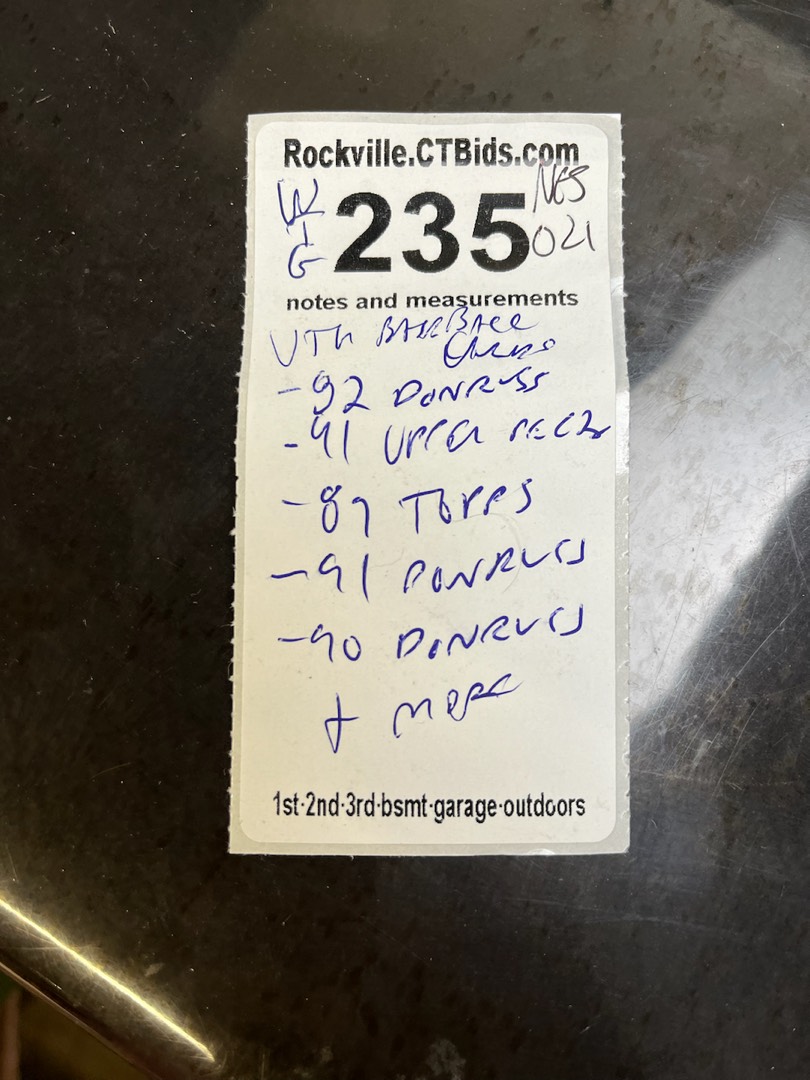 Rockville.CTBids.com
W I G 235 NES 021
notes and measurements
VTG BASEBALL
CARDS
-92 DONRUSS
-91 UPPER DECK
-89 TOPPS
-91 DONRUSS
-90 DONRUSS
+ MORE
1st·2nd·3rd·bsmt·garage·outdoors